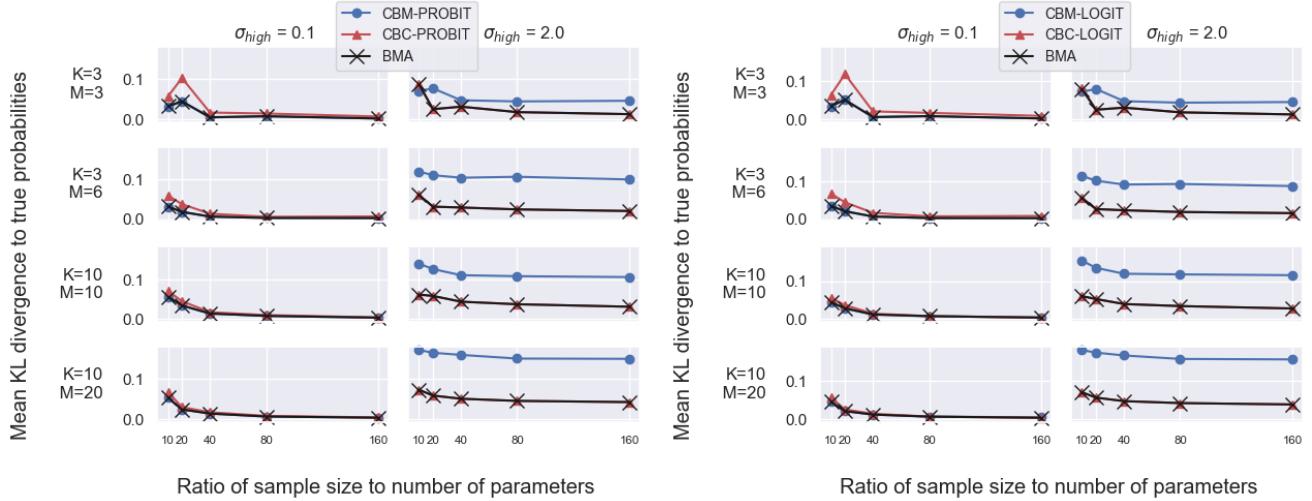 CBM-PROBIT
CBC-PROBIT
BMA
σhigh = 0.1
σhigh = 2.0
Mean KL divergence to true probabilities
K=3
M=3
0.1
0.0
K=3
M=6
0.1
0.0
K=10
M=10
0.1
0.0
K=10
M=20
0.1
0.0
10 20 40 80 160
10 20 40 80 160
Ratio of sample size to number of parameters
CBM-LOGIT
CBC-LOGIT
BMA
σhigh = 0.1
σhigh = 2.0
Mean KL divergence to true probabilities
K=3
M=3
0.1
0.0
K=3
M=6
0.1
0.0
K=10
M=10
0.1
0.0
K=10
M=20
0.1
0.0
10 20 40 80 160
10 20 40 80 160
Ratio of sample size to number of parameters